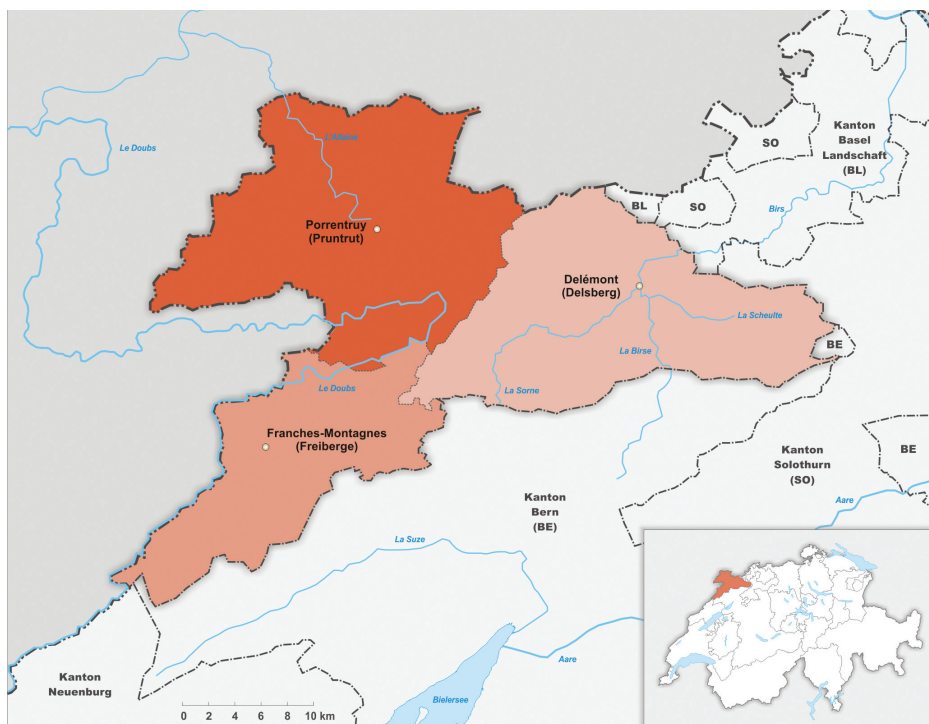 Le Doubs
L'Allaine
SO
Kanton
Basel
Landschaft
(BL)
BL
SO
Birs
Porrentruy
(Pruntrut)
Delémont
(Delsberg)
La Scheulte
BE
La Birse
Le Doubs
La Sorne
Franches-Montagnes
(Freiberge)
Kanton
Solothurn
(SO)
BE
Kanton
Bern
(BE)
Aare
La Suze
Aare
Kanton
Neuenburg
Bielersee
0 2 4 6 8 10 km